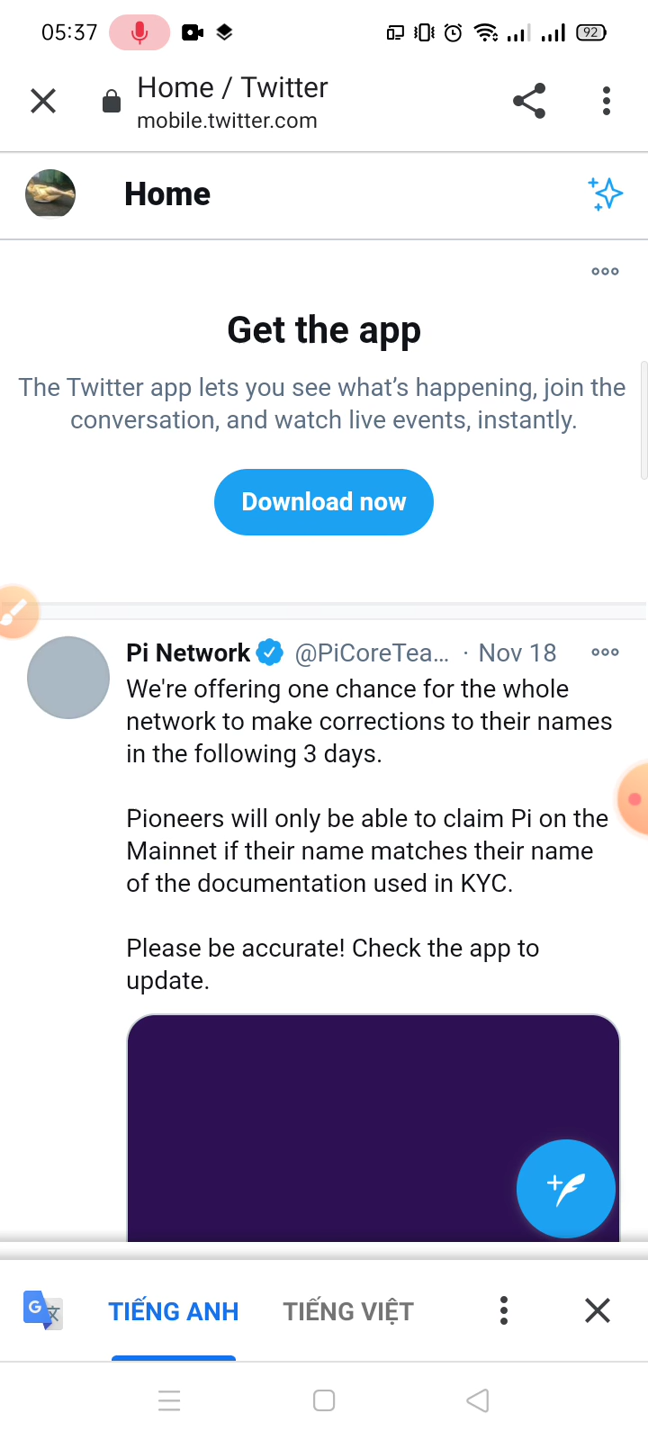 05:37
92
Home / Twitter
mobile.twitter.com
Home
Get the app
The Twitter app lets you see what’s happening, join the
conversation, and watch live events, instantly.
Download now
Pi Network @PiCoreTea... · Nov 18
We're offering one chance for the whole
network to make corrections to their names
in the following 3 days.
Pioneers will only be able to claim Pi on the
Mainnet if their name matches their name
of the documentation used in KYC.
Please be accurate! Check the app to
update.
G 文 TIẾNG ANH TIẾNG VIỆT